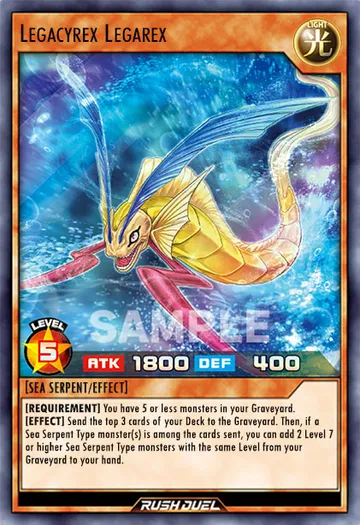 LEGACYREX LEGAREX
LIGHT
光
SAMPLE
LEVEL
5
ATK 1800 DEF 400
[SEA SERPENT/EFFECT]
[REQUIREMENT] You have 5 or less monsters in your Graveyard.
[EFFECT] Send the top 3 cards of your Deck to the Graveyard. Then, if a
Sea Serpent Type monster(s) is among the cards sent, you can add 2 Level 7
or higher Sea Serpent Type monsters with the same Level from your
Graveyard to your hand.
RUSH DUEL